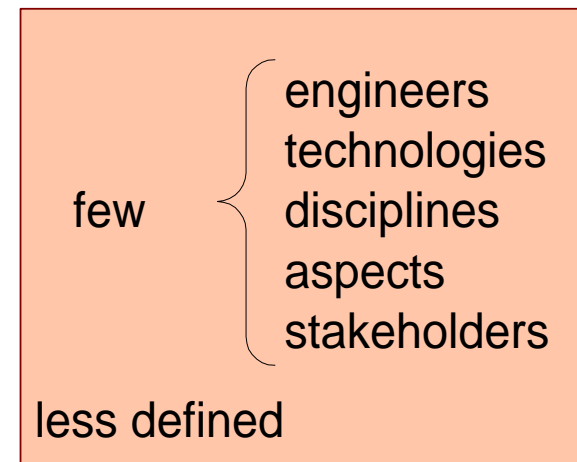 engineers
technologies
few disciplines
aspects
stakeholders
less defined